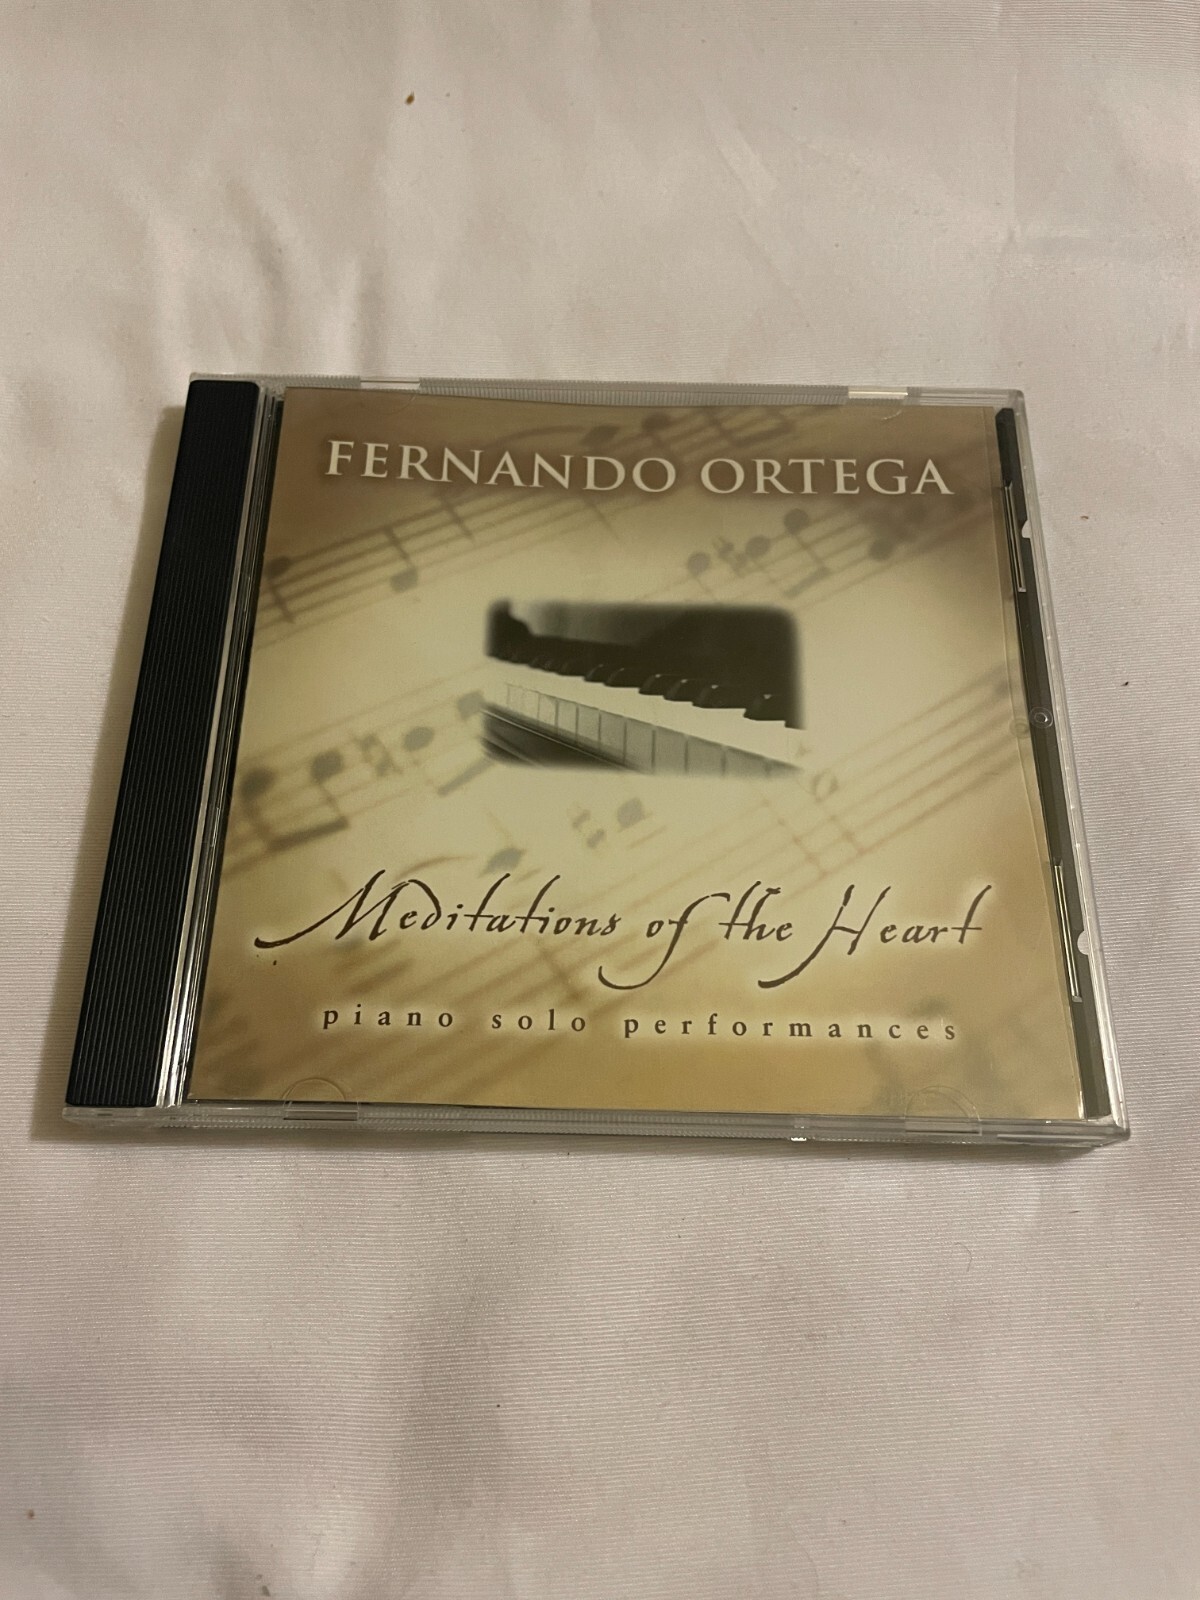 FERNANDO ORTEGA
Meditations of the Heart
piano solo performances